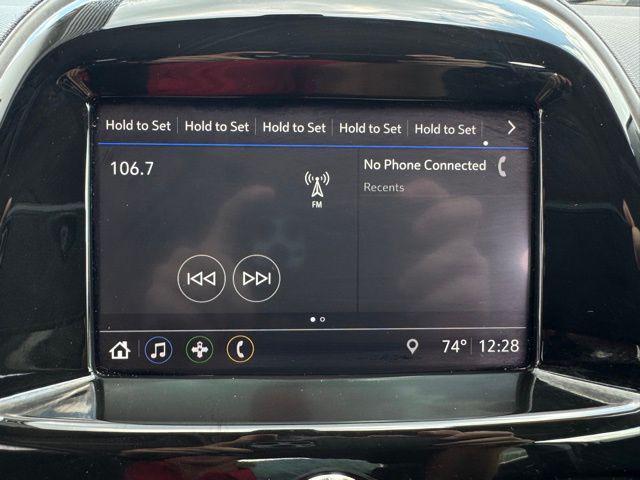 Hold to Set Hold to Set Hold to Set Hold to Set Hold to Set
106.7
FM
No Phone Connected
Recents
74° 12:28